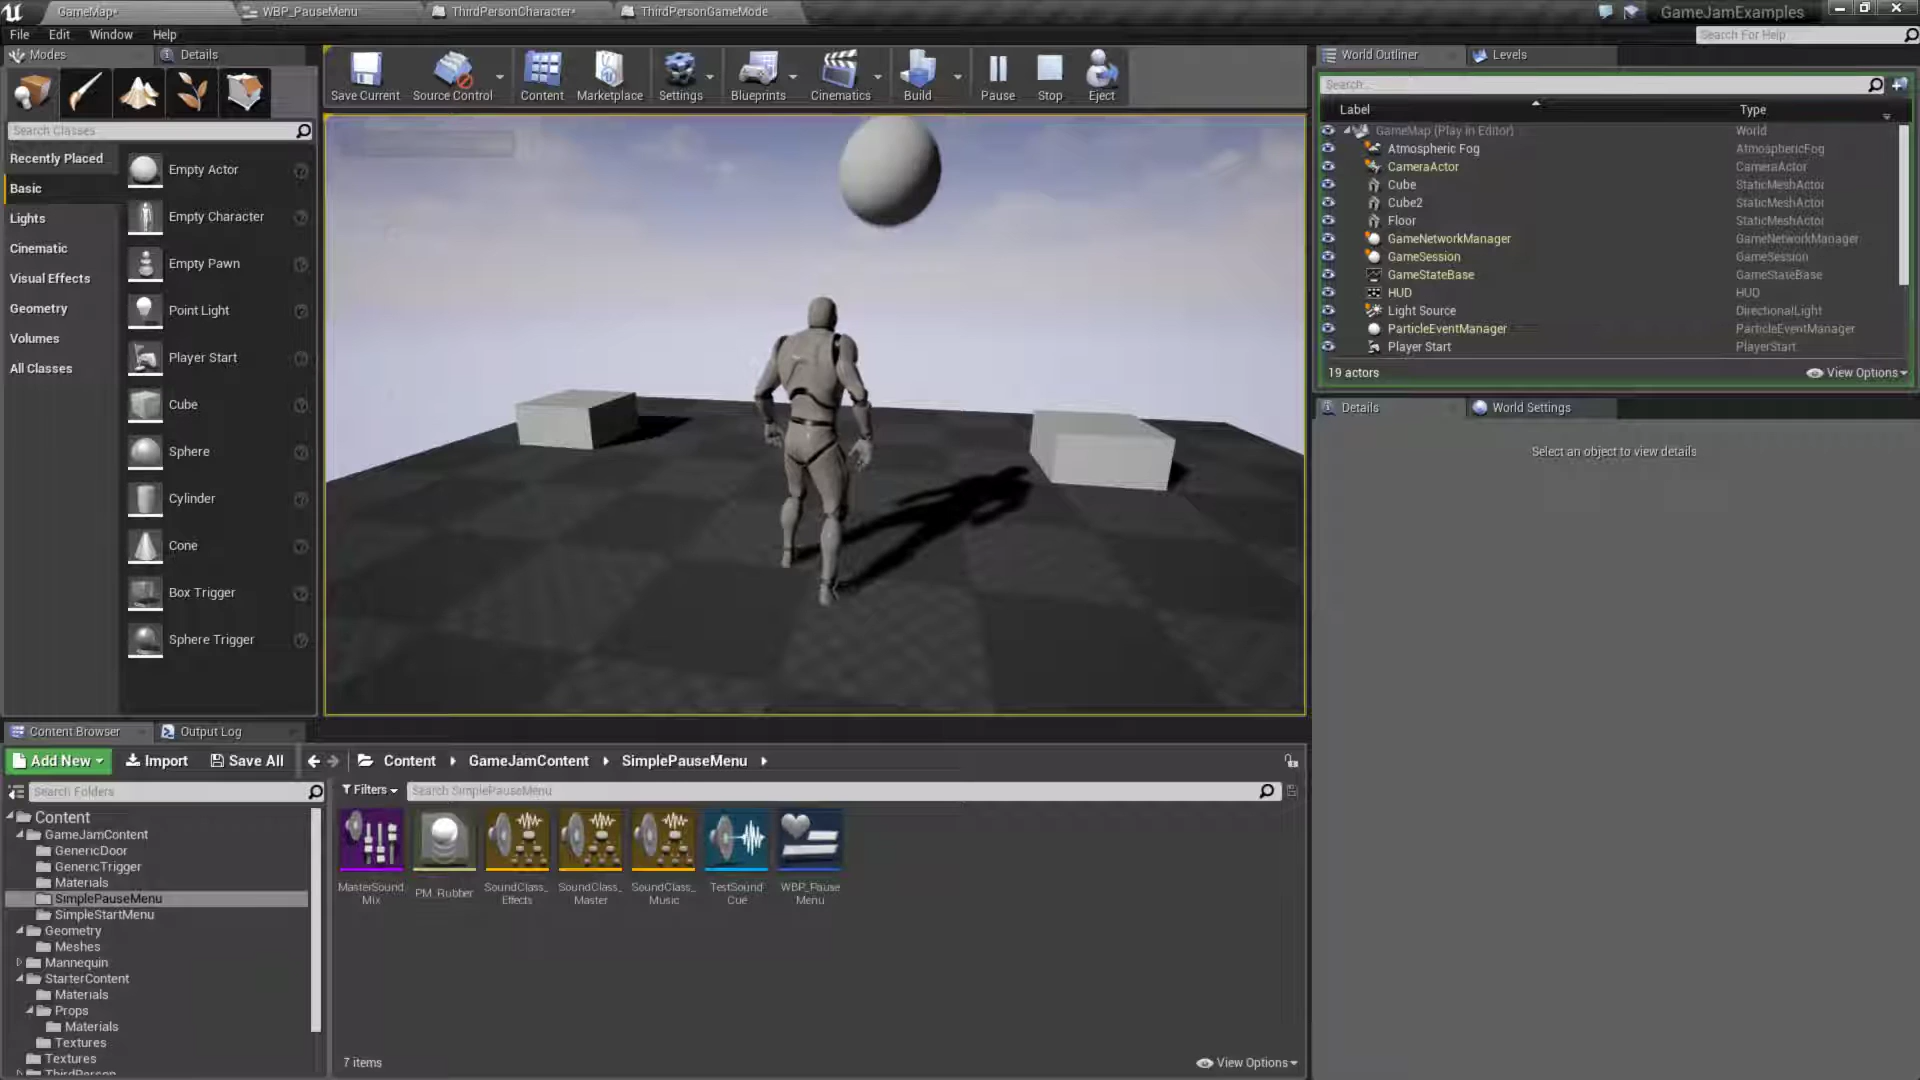 GameMap*
WBP_PauseMenu
ThirdPersonCharacter*
ThirdPersonGameMode
GameJamExamples
File
Edit
Window
Help
Search For Help
Modes
Details
Save Current
Source Control
Content
Marketplace
Settings
Blueprints
Cinematics
Build
Pause
Stop
Eject
World Outliner
Levels
Search...
Label
Type
Search Classes
Recently Placed
Basic
Lights
Cinematic
Visual Effects
Geometry
Volumes
All Classes
Empty Actor
Empty Character
Empty Pawn
Point Light
Player Start
Cube
Sphere
Cylinder
Cone
Box Trigger
Sphere Trigger
GameMap (Play In Editor) World
Atmospheric Fog AtmosphericFog
CameraActor CameraActor
Cube StaticMeshActor
Cube2 StaticMeshActor
Floor StaticMeshActor
GameNetworkManager GameNetworkManager
GameSession GameSession
GameStateBase GameStateBase
HUD HUD
Light Source DirectionalLight
ParticleEventManager ParticleEventManager
Player Start PlayerStart
19 actors
View Options
Details
World Settings
Select an object to view details
Content Browser
Output Log
Add New
Import
Save All
Content
GameJamContent
SimplePauseMenu
Search Folders
Filters
Search SimplePauseMenu
Content
GameJamContent
GenericDoor
GenericTrigger
Materials
SimplePauseMenu
SimpleStartMenu
Geometry
Meshes
Mannequin
StarterContent
Materials
Props
Materials
Textures
Textures
ThirdPerson
MasterSound
Mix
PM_Rubber
SoundClass_
Effects
SoundClass_
Master
SoundClass_
Music
TestSound_
Cue
WBP_Pause
Menu
7 items
View Options